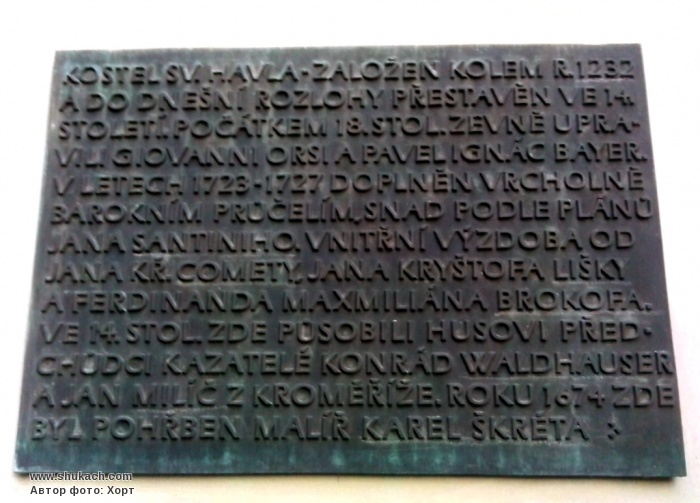 KOSTEL SV. HAVLA · ZALOŽEN KOLEM R. 1232
A DO DNEŠNÍ ROZLOHY PŘESTAVĚN VE 14.
STOLETÍ. POČÁTKEM 18. STOL. ZEVNĚ UPRA-
VILI GIOVANNI ORSI A PAVEL IGNÁC BAYER.
V LETECH 1723-1727 DOPLNĚN VRCHOLNĚ
BAROKNÍM PRŮČELÍM, SNAD PODLE PLÁNŮ
JANA SANTINIHO. VNITŘNÍ VÝZDOBA OD
JANA KR. COMETY, JANA KRYŠTOFA LIŠKY
A FERDINANDA MAXMILIÁNA BROKOFA.
VE 14. STOL. ZDE PŮSOBILI HUSOVI PŘED-
CHŮDCI KAZATELÉ KONRÁD WALDHAUSER
A JAN MILÍČ Z KROMĚŘÍŽE. ROKU 1674 ZDE
BYL POHŘBEN MALÍŘ KAREL ŠKRÉTA :·
www.shukach.com
Автор фото: Хорт